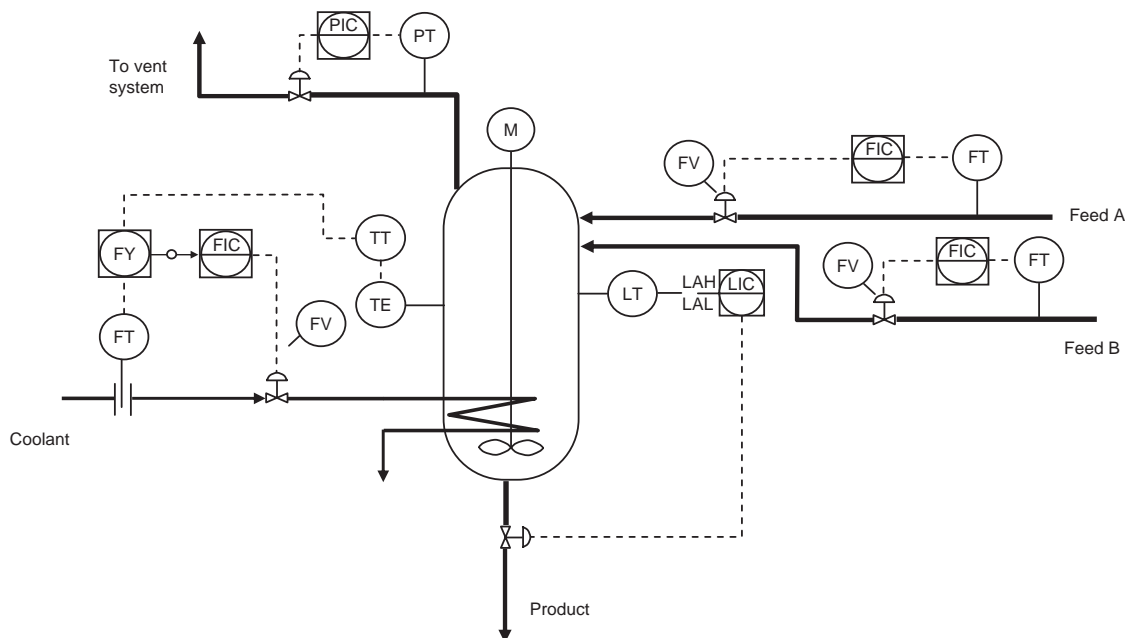 PIC
PT
To vent
system
M
FV
FIC
FT
Feed A
FY
FIC
TT
FV
FIC
FT
LT
LAH
LAL
LIC
TE
FT
FV
Feed B
Coolant
Product